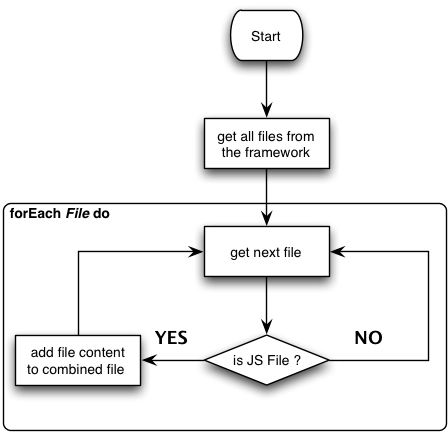 Start
get all files from
the framework
forEach File do
get next file
YES
NO
is JS File ?
add file content
to combined file